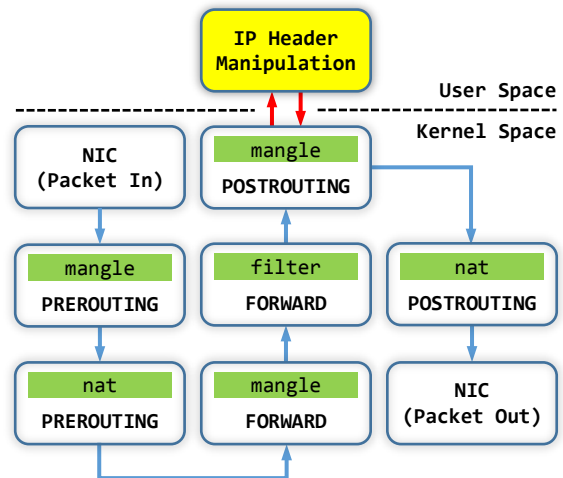 IP Header
Manipulation
User Space
Kernel Space
NIC
(Packet In)
mangle
POSTROUTING
mangle
PREROUTING
filter
FORWARD
nat
POSTROUTING
nat
PREROUTING
mangle
FORWARD
NIC
(Packet Out)